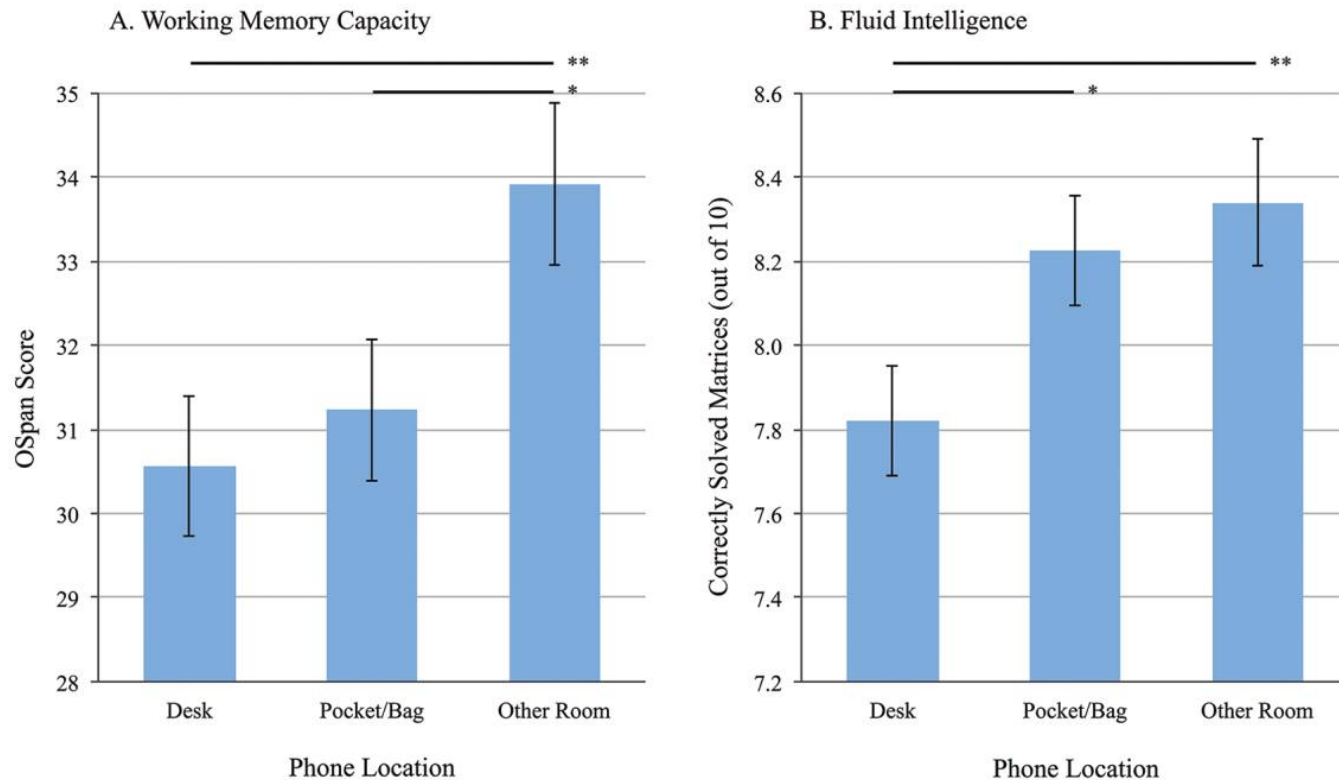 A. Working Memory Capacity
**
*
35
34
33
32
31
30
29
28
OSpan Score
Desk Pocket/Bag Other Room
Phone Location
B. Fluid Intelligence
**
*
8.6
8.4
8.2
8.0
7.8
7.6
7.4
7.2
Correctly Solved Matrices (out of 10)
Desk Pocket/Bag Other Room
Phone Location